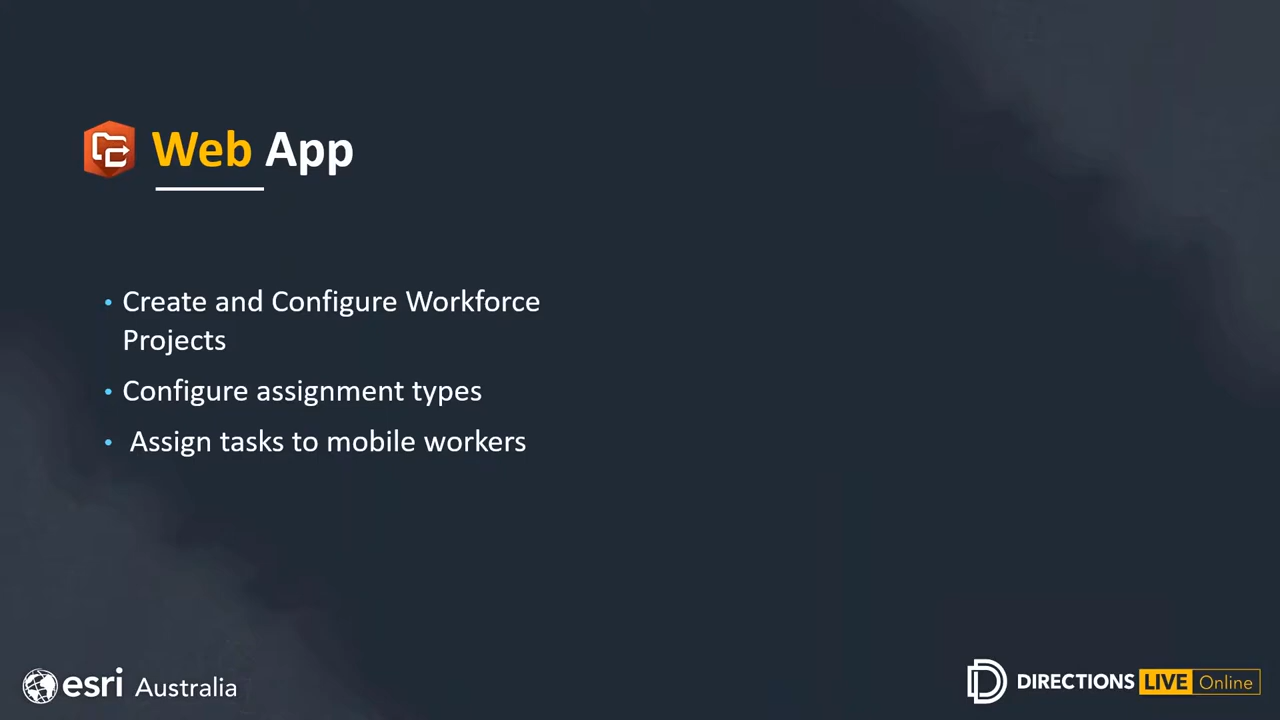 Web App
• Create and Configure Workforce
Projects
• Configure assignment types
• Assign tasks to mobile workers
esri Australia
DIRECTIONS LIVE Online